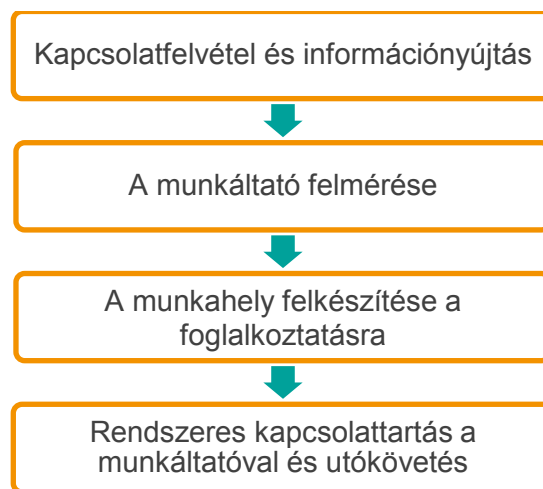 Kapcsolatfelvétel és információnyújtás
A munkáltató felmérése
A munkahely felkészítése a
foglalkoztatásra
Rendszeres kapcsolattartás a
munkáltatóval és utókövetés